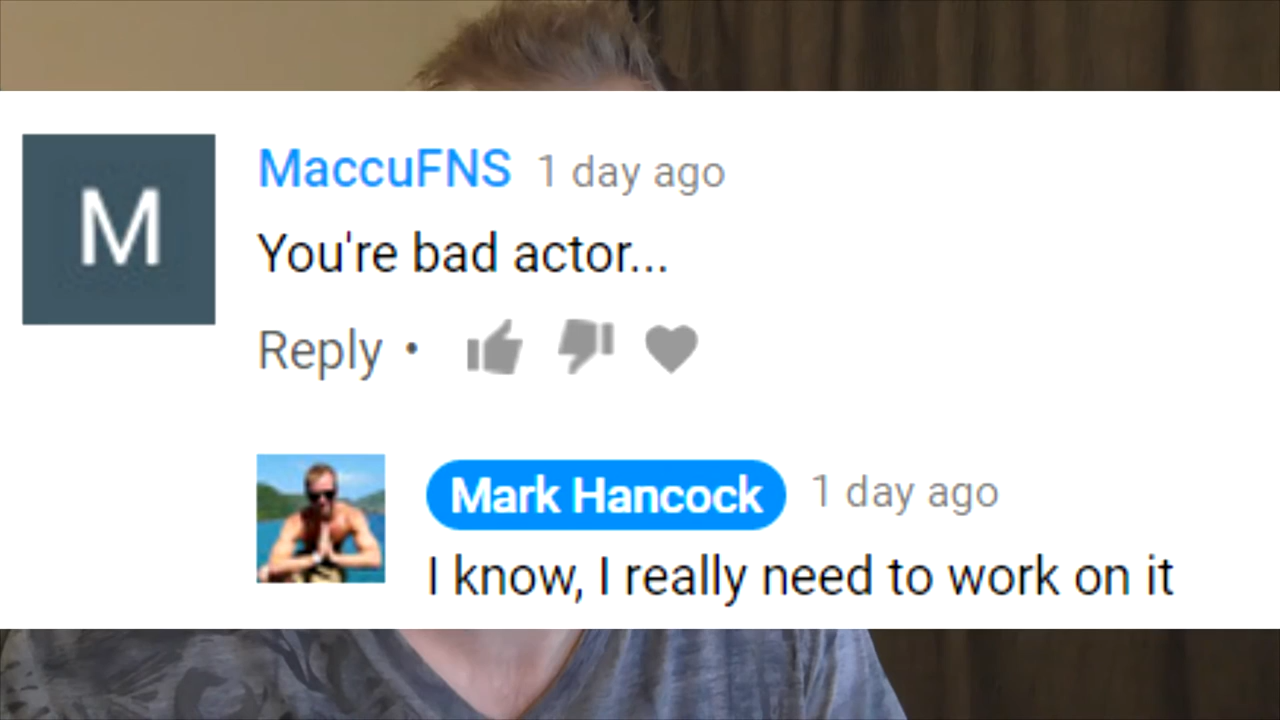 M
MaccuFNS 1 day ago
You're bad actor...
Reply •
Mark Hancock 1 day ago
I know, I really need to work on it